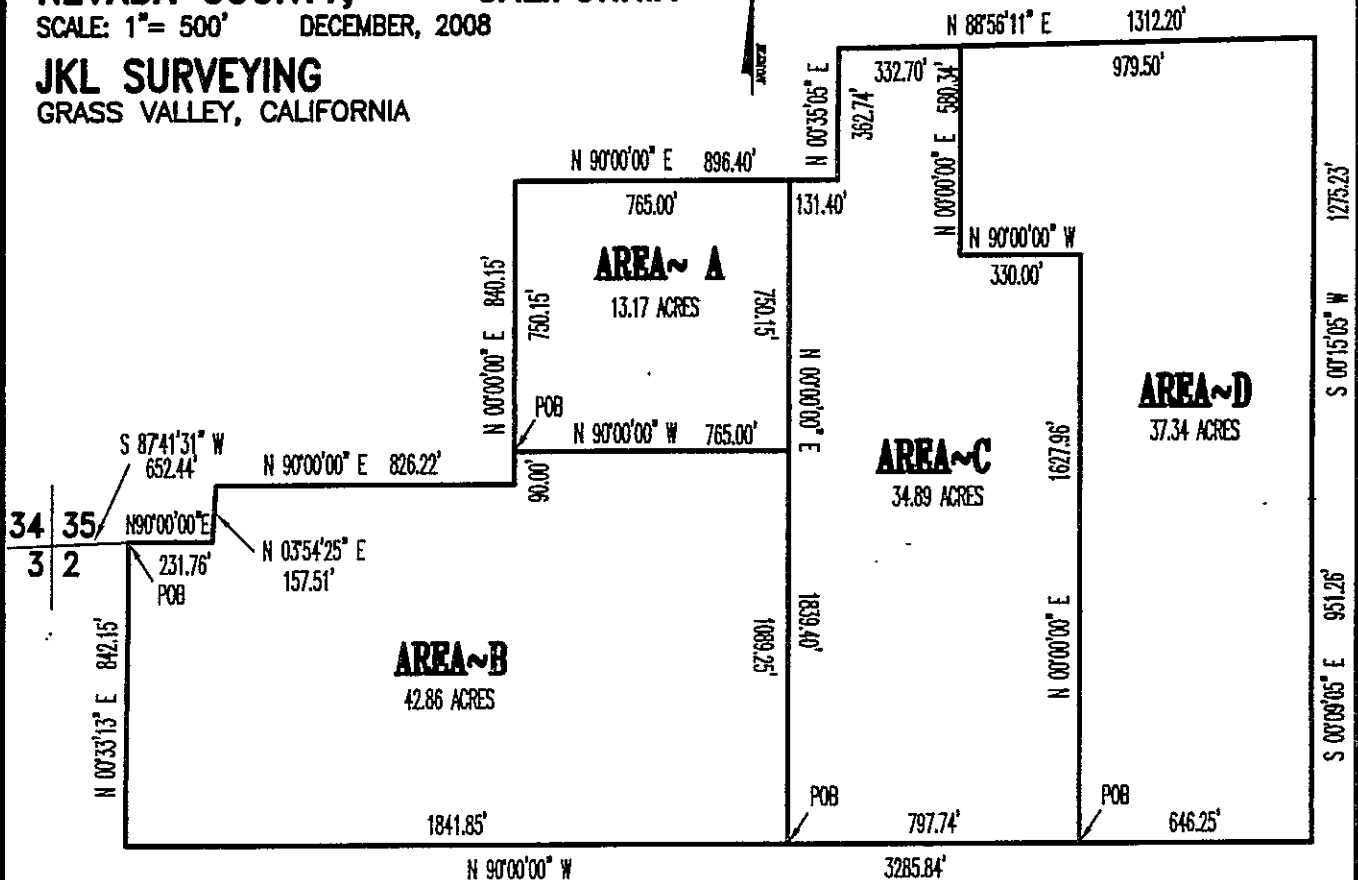 SCALE: 1"= 500' DECEMBER, 2008
JKL SURVEYING
GRASS VALLEY, CALIFORNIA
N 88°56'11" E 1312.20'
332.70'
979.50'
N 00°35'05" E
362.74'
N 00°00'00" E 580.34'
N 90°00'00" E 896.40'
765.00'
131.40'
N 90°00'00" W
330.00'
1275.23'
S 00°15'05" W
AREA~ A
13.17 ACRES
N 00°00'00" E 840.15'
750.15'
750.15'
N 00°00'00" E
POB
N 90°00'00" W 765.00'
90.00'
AREA~D
37.34 ACRES
AREA~C
34.89 ACRES
1627.96'
N 00°00'00" E
S 87°41'31" W
652.44'
N 90°00'00" E 826.22'
34 35
3 2
N90°00'00"E
231.76'
POB
N 03°54'25" E
157.51'
N 00°33'13" E 842.15'
AREA~B
42.86 ACRES
1089.25'
1839.40'
S 00°09'05" E 951.26'
POB
POB
1841.85'
797.74'
646.25'
N 90°00'00" W 3285.84'